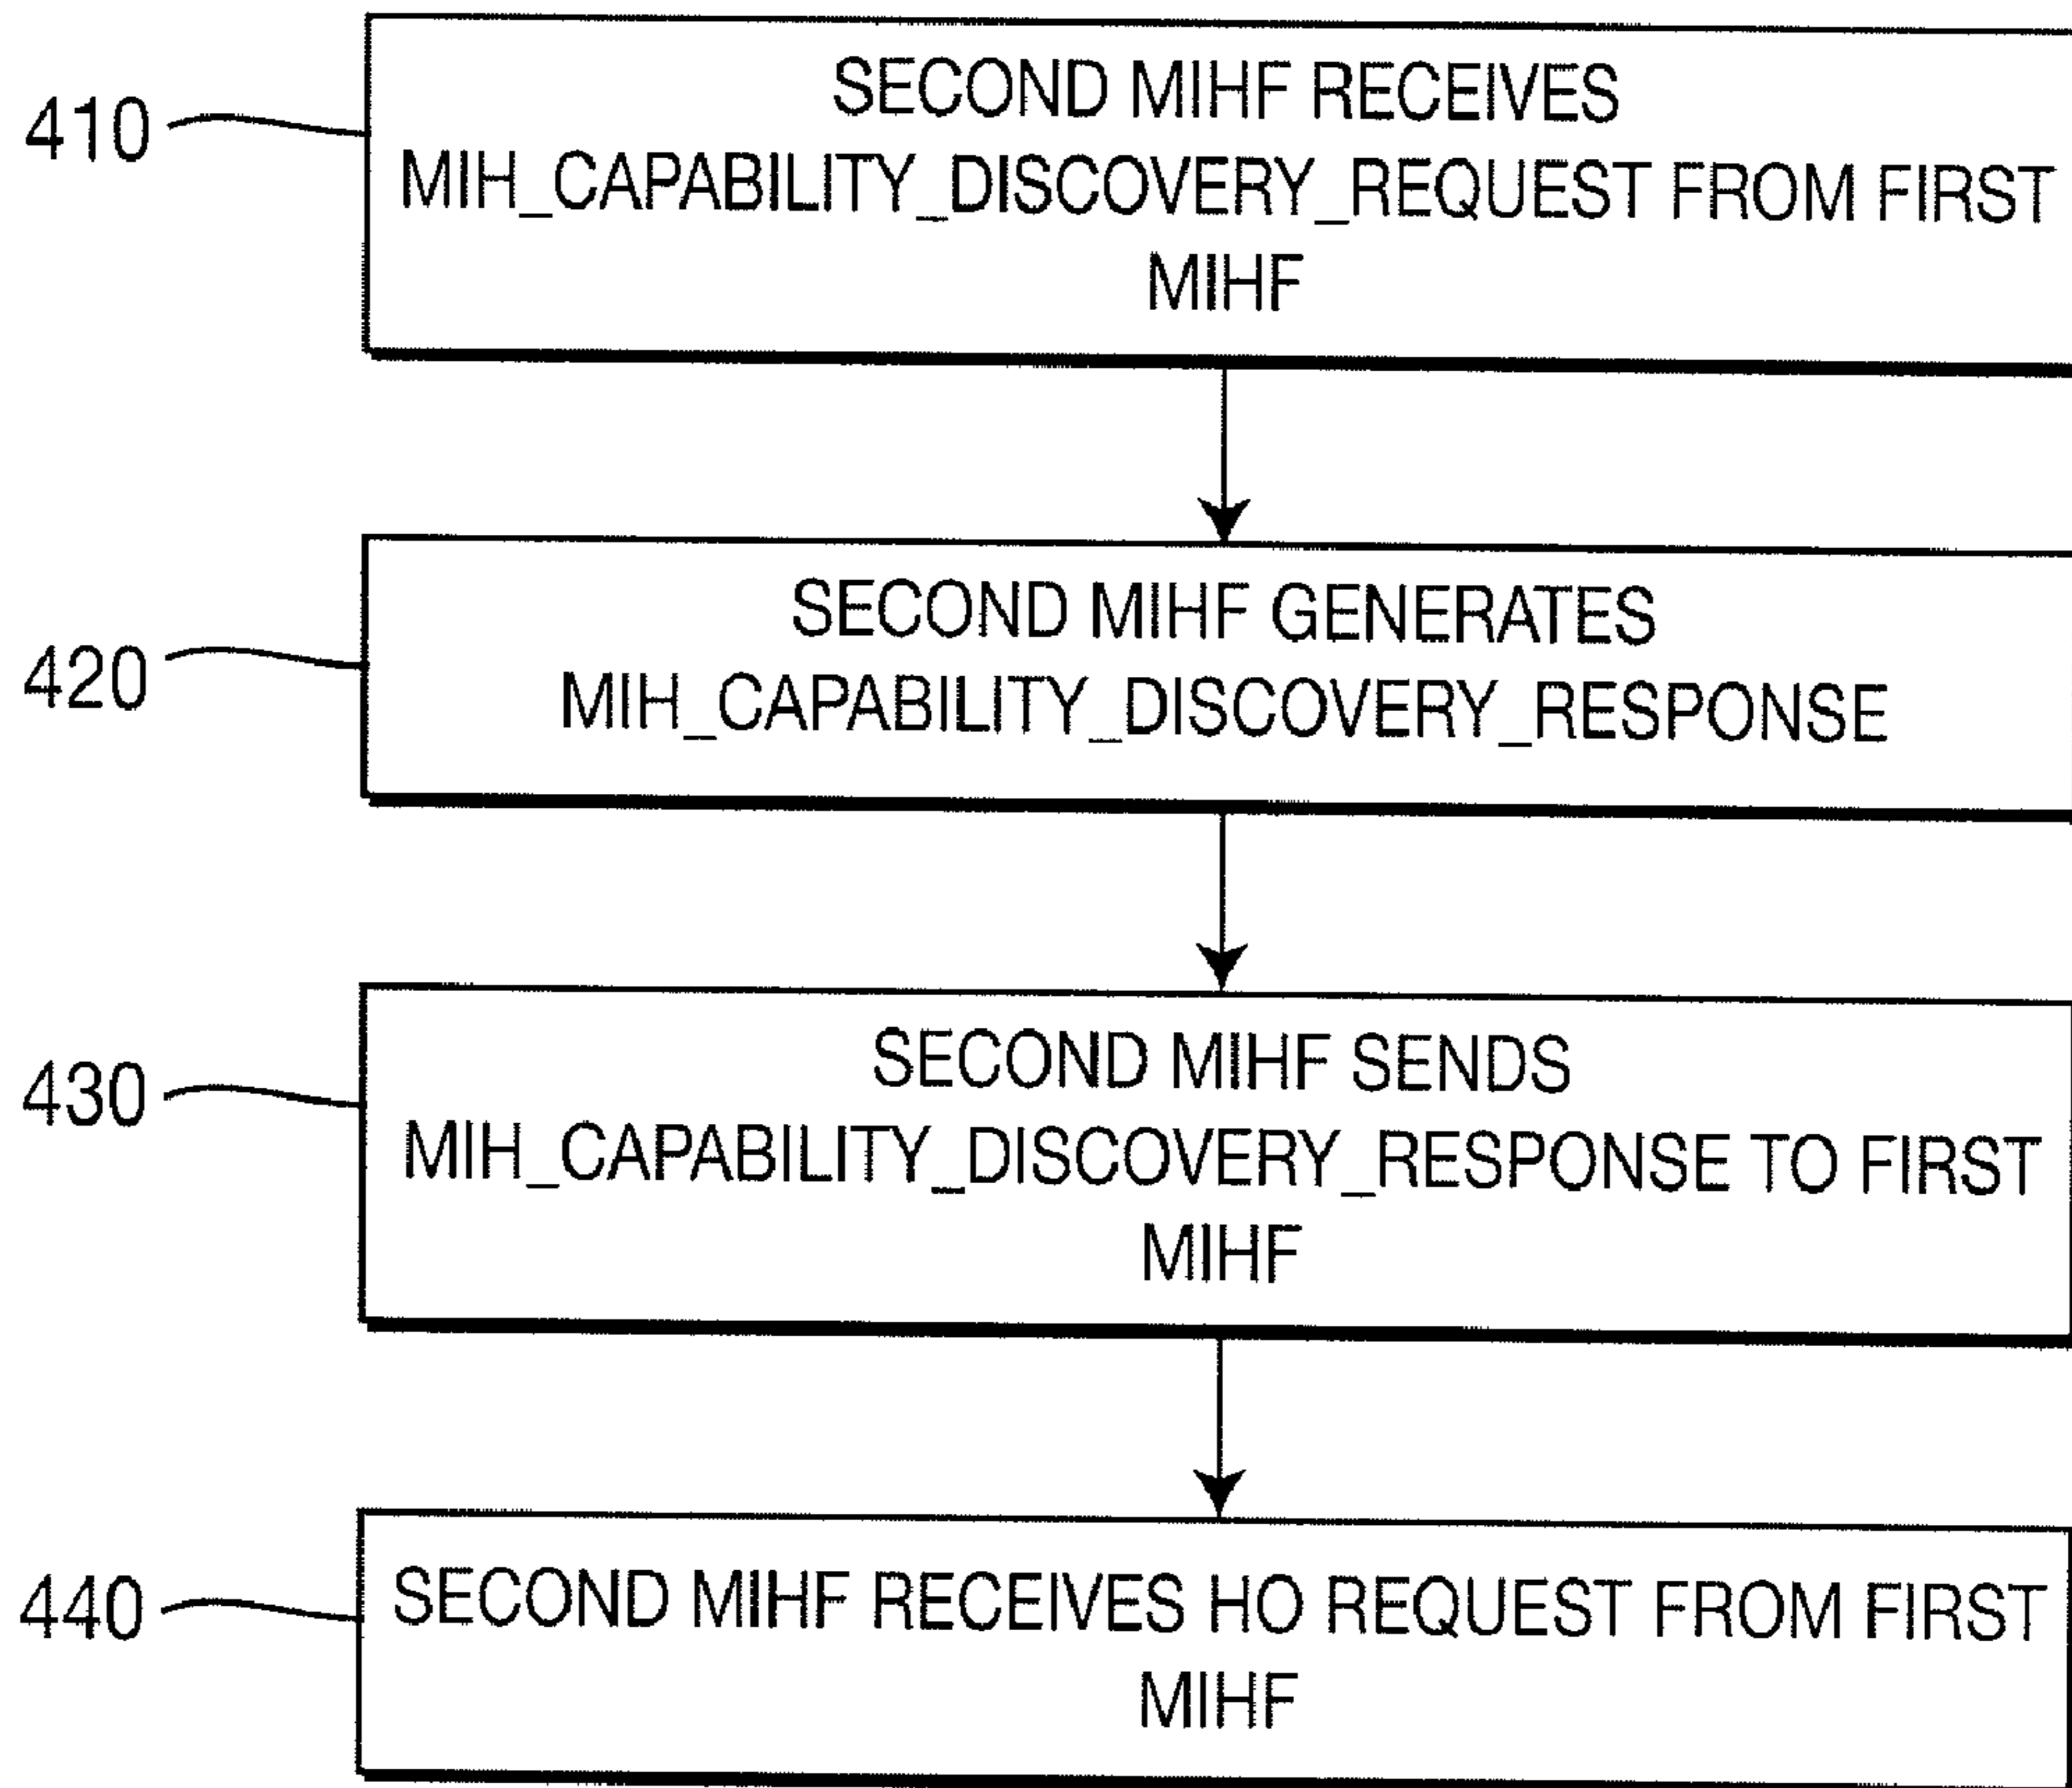 410
SECOND MIHF RECEIVES
MIH_CAPABILITY_DISCOVERY_REQUEST FROM FIRST
MIHF
420
SECOND MIHF GENERATES
MIH_CAPABILITY_DISCOVERY_RESPONSE
430
SECOND MIHF SENDS
MIH_CAPABILITY_DISCOVERY_RESPONSE TO FIRST
MIHF
440
SECOND MIHF RECEIVES HO REQUEST FROM FIRST
MIHF